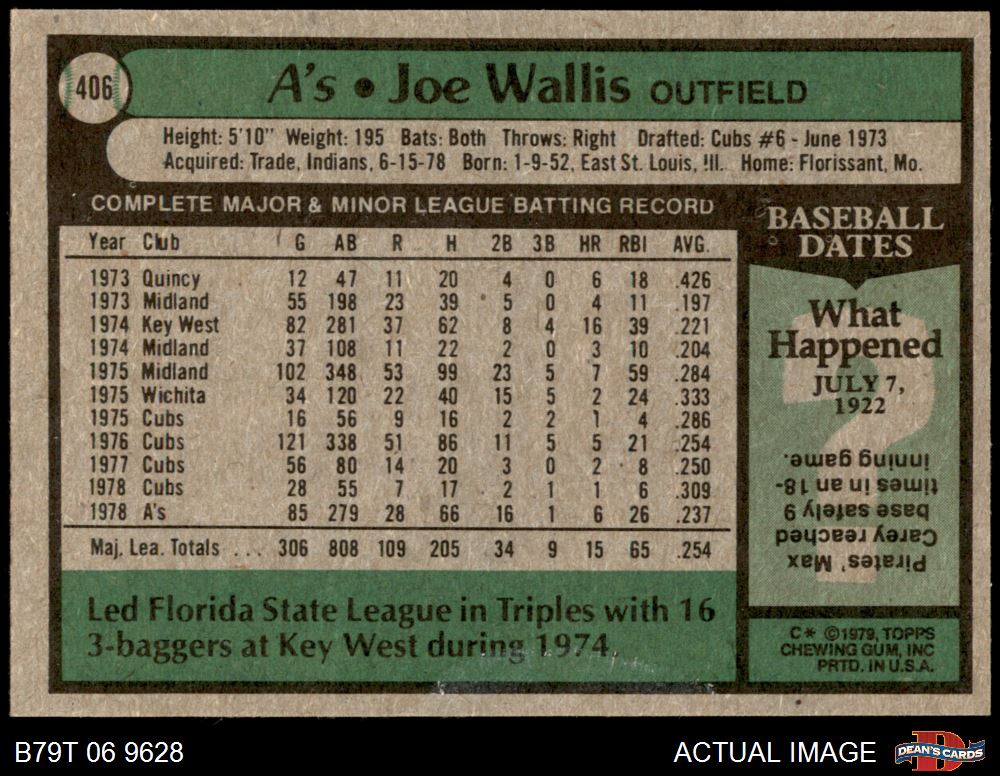 406
A's • Joe Wallis OUTFIELD
Height: 5'10" Weight: 195 Bats: Both Throws: Right Drafted: Cubs #6 - June 1973
Acquired: Trade, Indians, 6-15-78 Born: 1-9-52, East St. Louis, Ill. Home: Florissant, Mo.
COMPLETE MAJOR & MINOR LEAGUE BATTING RECORD
Year Club G AB R H 2B 3B HR RBI AVG.
1973 Quincy 12 47 11 20 4 0 6 18 .426
1973 Midland 55 198 23 39 5 0 4 11 .197
1974 Key West 82 281 37 62 8 4 16 39 .221
1974 Midland 37 108 11 22 2 0 3 10 .204
1975 Midland 102 348 53 99 23 5 7 59 .284
1975 Wichita 34 120 22 40 15 5 2 24 .333
1975 Cubs 16 56 9 16 2 2 1 4 .286
1976 Cubs 121 338 51 86 11 5 5 21 .254
1977 Cubs 56 80 14 20 3 0 2 8 .250
1978 Cubs 28 55 7 17 2 1 1 6 .309
1978 A's 85 279 28 66 16 1 6 26 .237
Maj. Lea. Totals ... 306 808 109 205 34 9 15 65 .254
Led Florida State League in Triples with 16
3-baggers at Key West during 1974.
BASEBALL
DATES
What
Happened
JULY 7,
1922
?
Pirates' Max
Carey reached
base safely 9
times in an 18-
inning game.
C* ©1979, TOPPS
CHEWING GUM, INC
PRTD. IN U.S.A.
B79T 06 9628
ACTUAL IMAGE
DEAN'S CARDS